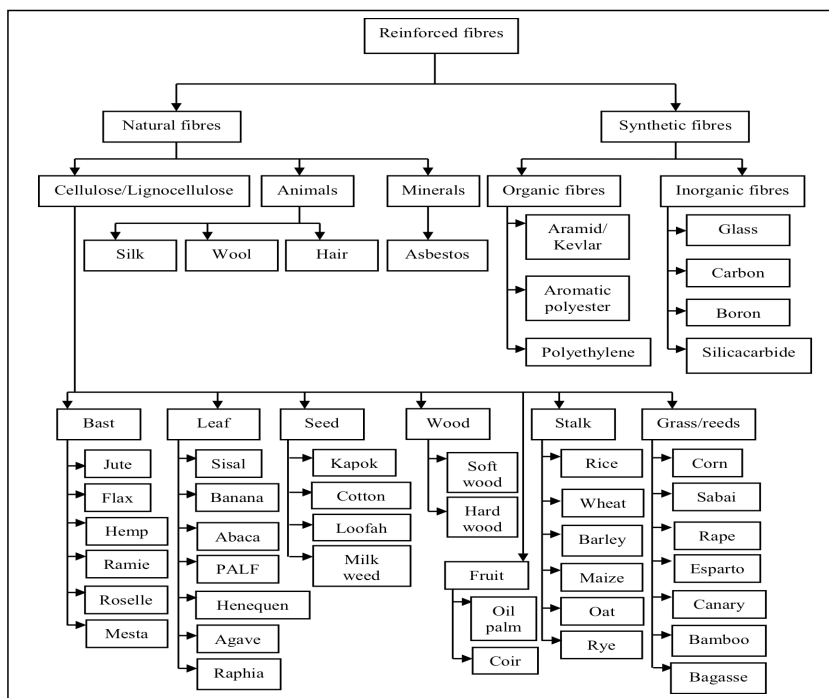 Reinforced fibres
Natural fibres
Synthetic fibres
Cellulose/Lignocellulose
Animals
Minerals
Organic fibres
Inorganic fibres
Silk
Wool
Hair
Asbestos
Aramid/
Kevlar
Aromatic
polyester
Polyethylene
Glass
Carbon
Boron
Silicacarbide
Bast
Leaf
Seed
Wood
Stalk
Grass/reeds
Jute
Flax
Hemp
Ramie
Roselle
Mesta
Sisal
Banana
Abaca
PALF
Henequen
Agave
Raphia
Kapok
Cotton
Loofah
Milk
weed
Soft
wood
Hard
wood
Fruit
Oil
palm
Coir
Rice
Wheat
Barley
Maize
Oat
Rye
Corn
Sabai
Rape
Esparto
Canary
Bamboo
Bagasse